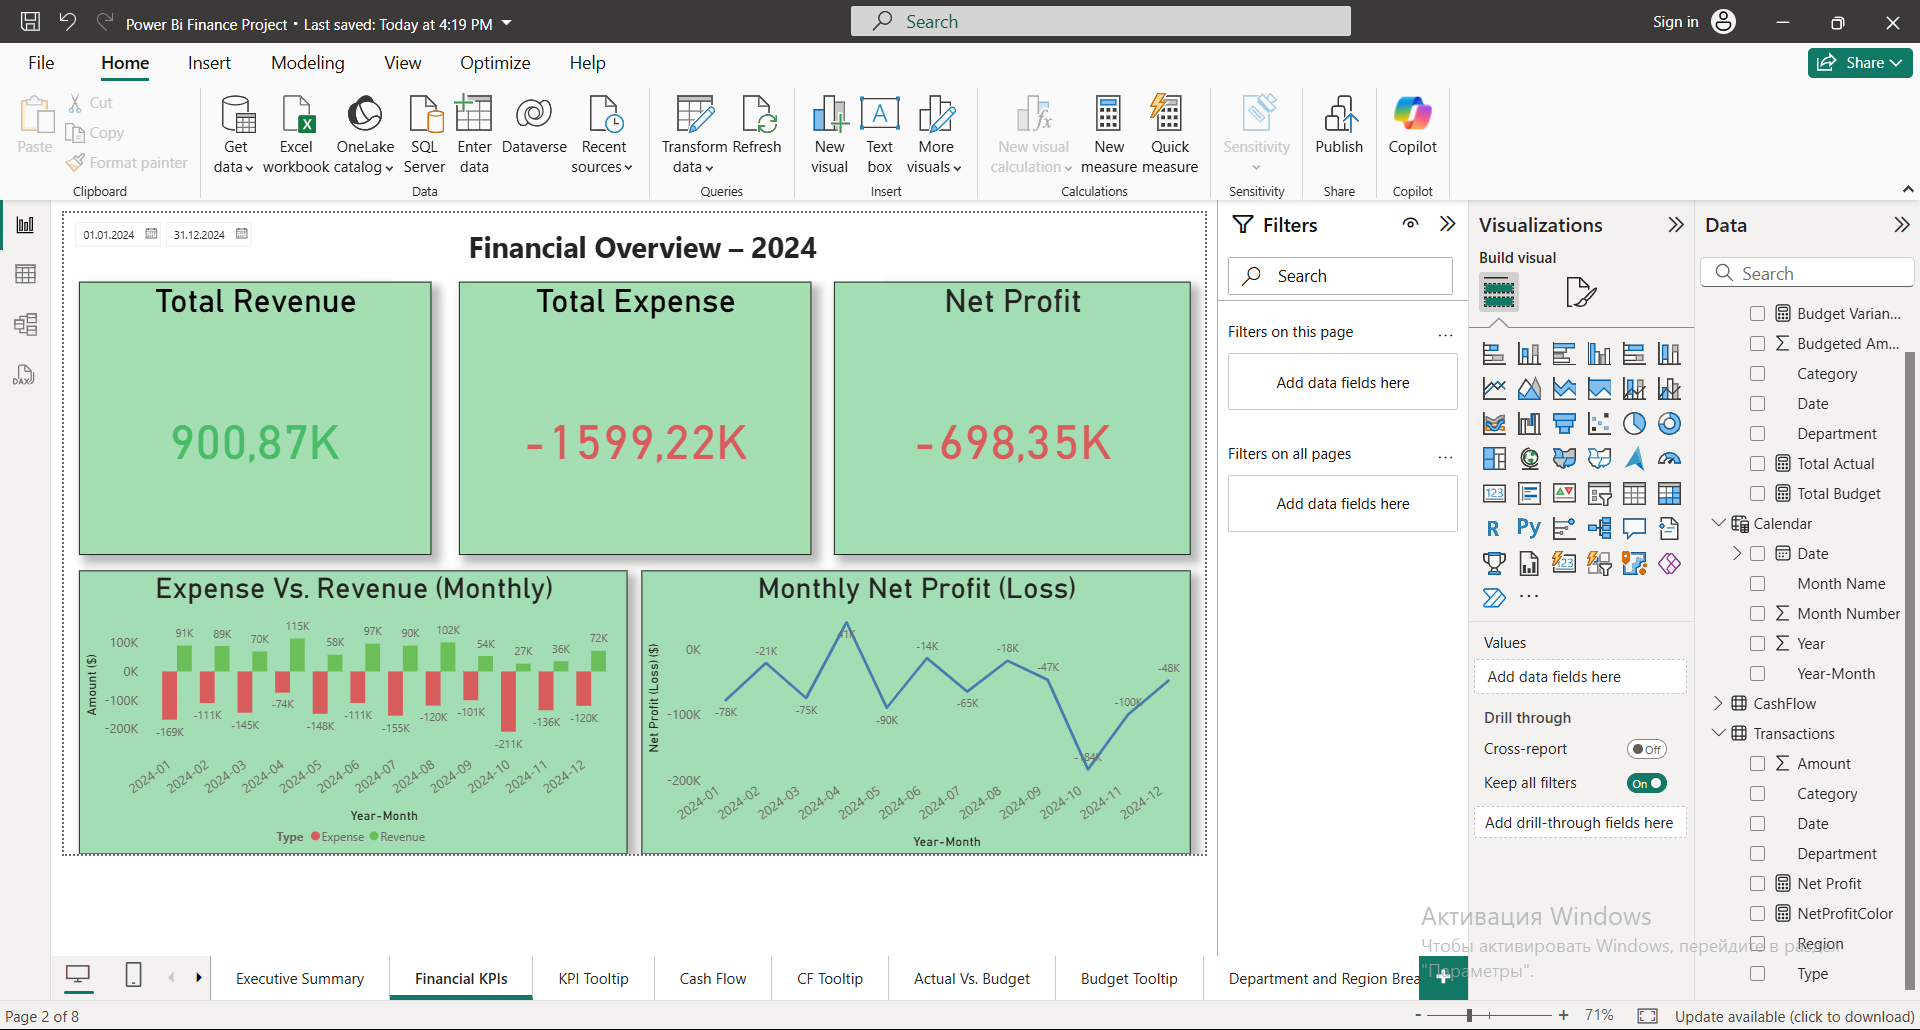 Power Bi Finance Project • Last saved: Today at 4:19 PM
Search
Sign in
File Home Insert Modeling View Optimize Help
Share
Paste
Cut
Copy
Format painter
Clipboard
Get data
Excel workbook
OneLake catalog
SQL Server
Enter data
Dataverse
Recent sources
Data
Transform data
Refresh
Queries
New visual
Text box
More visuals
Insert
New visual calculation
New measure
Quick measure
Calculations
Sensitivity
Sensitivity
Publish
Share
Copilot
Copilot
01.01.2024
31.12.2024
Financial Overview – 2024
Total Revenue
900,87K
Total Expense
-1599,22K
Net Profit
-698,35K
Expense Vs. Revenue (Monthly)
Amount ($)
100K
0K
-100K
-200K
91K 89K 70K 115K 58K 97K 90K 102K 54K 27K 36K 72K
-169K -111K -145K -74K -148K -111K -155K -120K -101K -211K -136K -120K
2024-01 2024-02 2024-03 2024-04 2024-05 2024-06 2024-07 2024-08 2024-09 2024-10 2024-11 2024-12
Year-Month
Type Expense Revenue
Monthly Net Profit (Loss)
Net Profit (Loss) ($)
0K
-100K
-200K
-78K -21K -75K 41K -90K -14K -65K -18K -47K -184K -100K -48K
2024-01 2024-02 2024-03 2024-04 2024-05 2024-06 2024-07 2024-08 2024-09 2024-10 2024-11 2024-12
Year-Month
Filters
Search
Filters on this page
...
Add data fields here
Filters on all pages
...
Add data fields here
Visualizations
Build visual
123
R
Py
123
...
Values
Add data fields here
Drill through
Cross-report
Off
Keep all filters
On
Add drill-through fields here
Data
Search
Budget Varian...
Budgeted Am...
Category
Date
Department
Total Actual
Total Budget
Calendar
Date
Month Name
Month Number
Year
Year-Month
CashFlow
Transactions
Amount
Category
Date
Department
Net Profit
NetProfitColor
Region
Type
Активация Windows
Чтобы активировать Windows, перейдите в раздел
"Параметры".
Executive Summary
Financial KPIs
KPI Tooltip
Cash Flow
CF Tooltip
Actual Vs. Budget
Budget Tooltip
Department and Region Brea
+
Page 2 of 8
- + 71%
Update available (click to download)
DAX